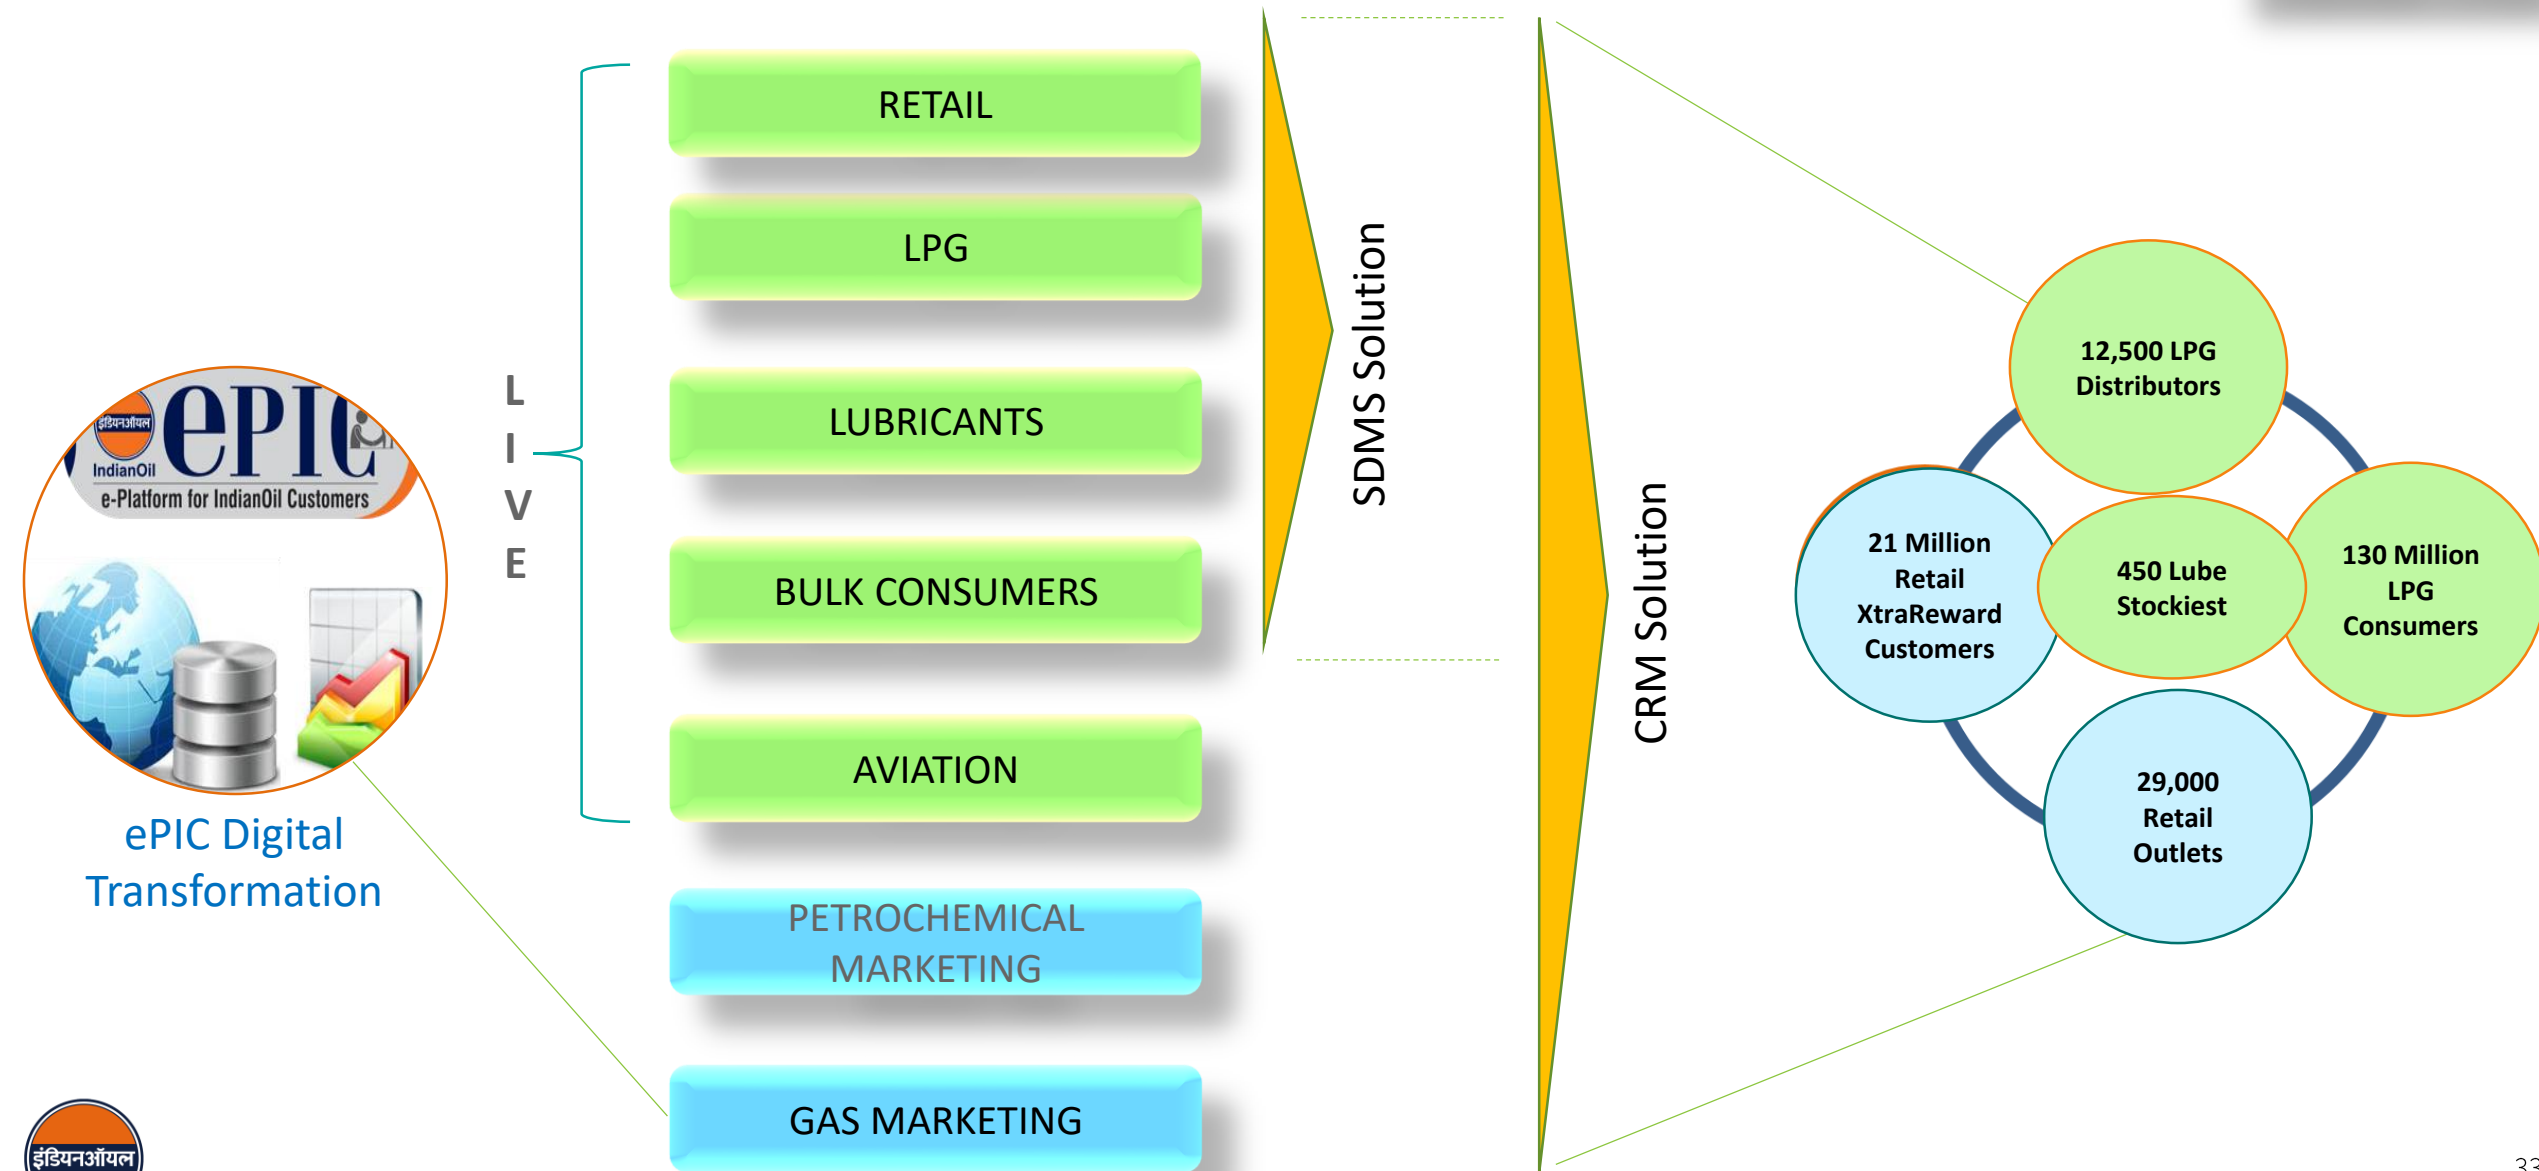 इंडियनऑयल
IndianOil
ePIC
e-Platform for IndianOil Customers
ePIC Digital
Transformation
L
I
V
E
RETAIL
LPG
LUBRICANTS
BULK CONSUMERS
AVIATION
PETROCHEMICAL
MARKETING
GAS MARKETING
SDMS Solution
CRM Solution
12,500 LPG
Distributors
21 Million
Retail
XtraReward
Customers
450 Lube
Stockiest
130 Million
LPG
Consumers
29,000
Retail
Outlets
इंडियनऑयल
33